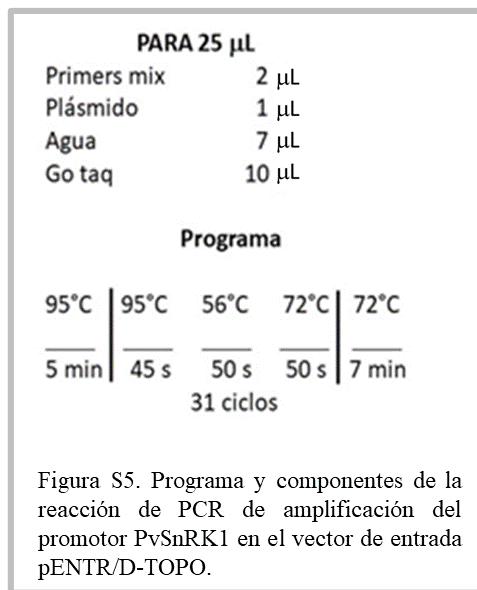 PARA 25 µL
Primers mix 2 µL
Plásmido 1 µL
Agua 7 µL
Go taq 10 µL
Programa
95°C 95°C 56°C 72°C 72°C
5 min 45 s 50 s 50 s 7 min
31 ciclos
Figura S5. Programa y componentes de la
reacción de PCR de amplificación del
promotor PvSnRK1 en el vector de entrada
pENTR/D-TOPO.